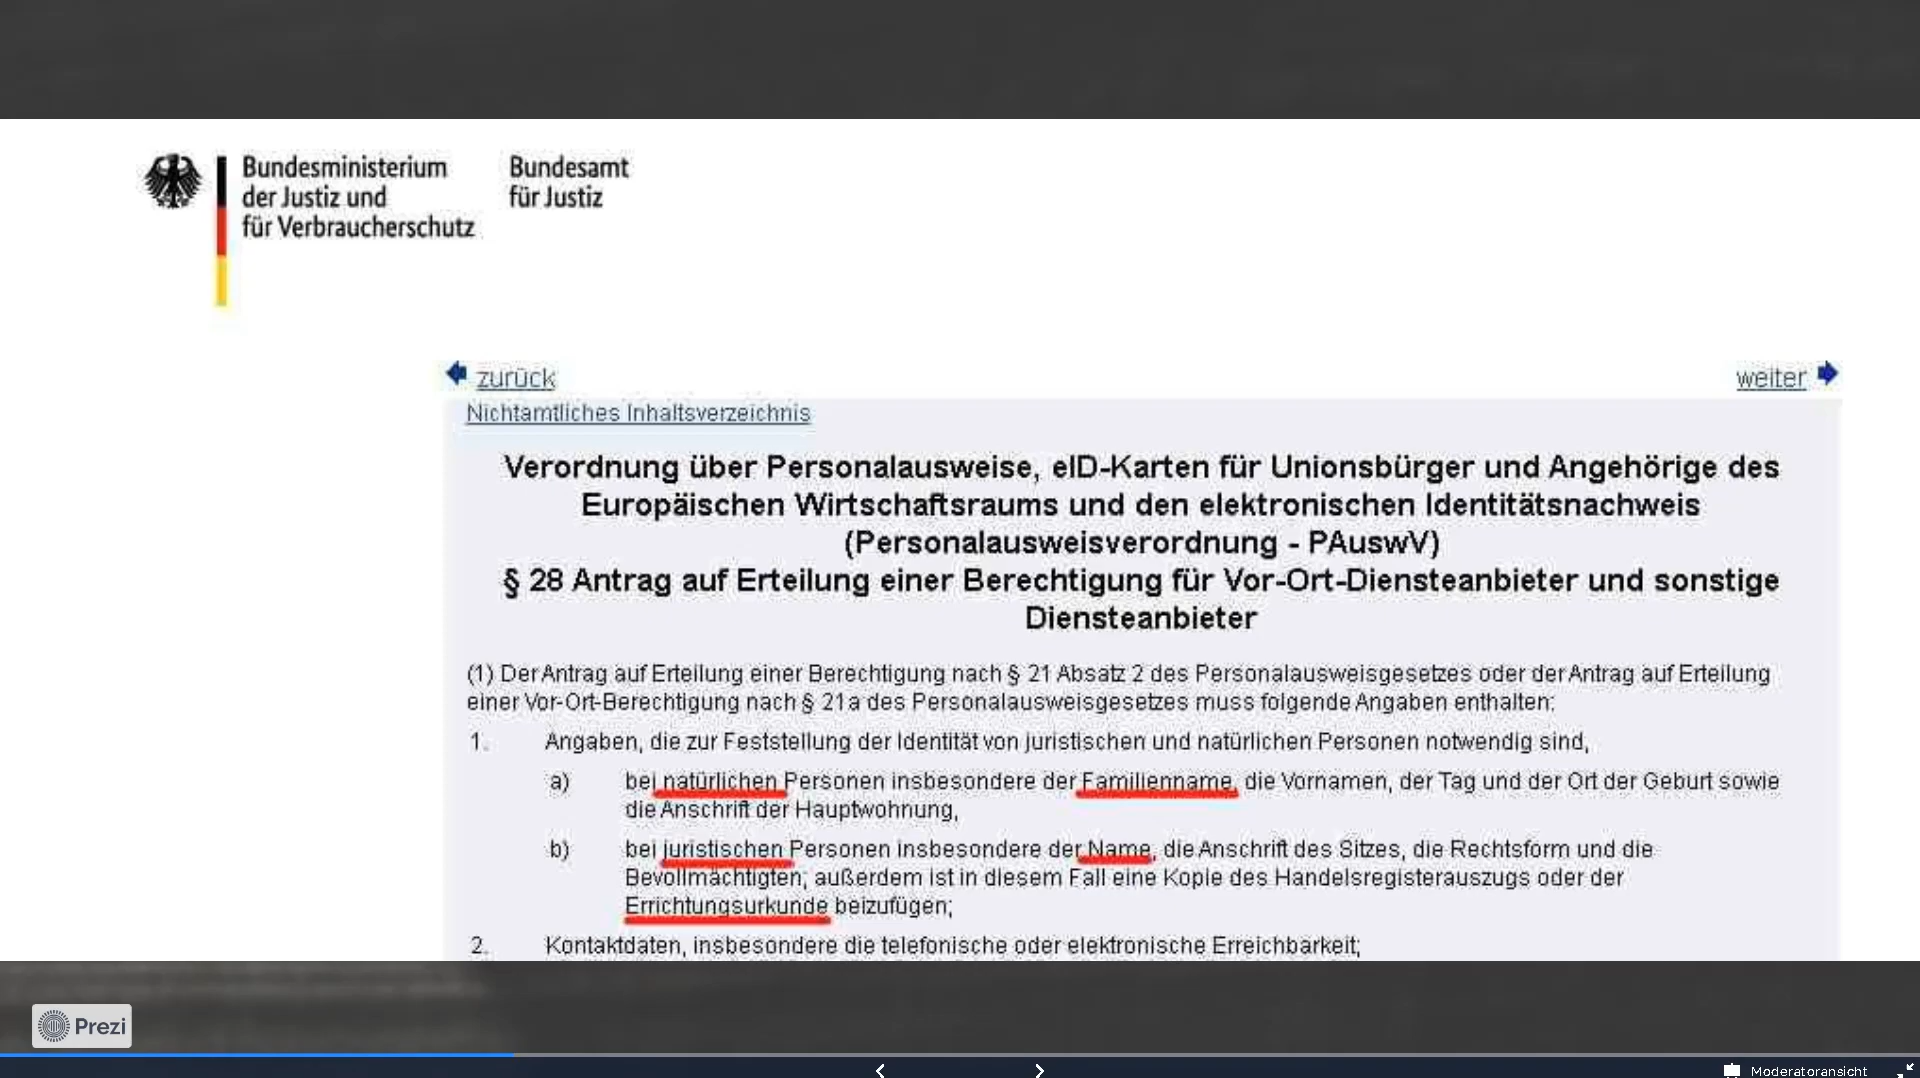 Bundesministerium
der Justiz und
für Verbraucherschutz
Bundesamt
für Justiz
zurück
weiter
Nichtamtliches Inhaltsverzeichnis
Verordnung über Personalausweise, eID-Karten für Unionsbürger und Angehörige des
Europäischen Wirtschaftsraums und den elektronischen Identitätsnachweis
(Personalausweisverordnung - PAuswV)
§ 28 Antrag auf Erteilung einer Berechtigung für Vor-Ort-Diensteanbieter und sonstige
Diensteanbieter
(1) Der Antrag auf Erteilung einer Berechtigung nach § 21 Absatz 2 des Personalausweisgesetzes oder der Antrag auf Erteilung
einer Vor-Ort-Berechtigung nach § 21a des Personalausweisgesetzes muss folgende Angaben enthalten:
1. Angaben, die zur Feststellung der Identität von juristischen und natürlichen Personen notwendig sind,
a) bei natürlichen Personen insbesondere der Familienname, die Vornamen, der Tag und der Ort der Geburt sowie
die Anschrift der Hauptwohnung,
b) bei juristischen Personen insbesondere der Name, die Anschrift des Sitzes, die Rechtsform und die
Bevollmächtigten; außerdem ist in diesem Fall eine Kopie des Handelsregisterauszugs oder der
Errichtungsurkunde beizufügen;
2. Kontaktdaten, insbesondere die telefonische oder elektronische Erreichbarkeit;
Prezi
Moderatoransicht